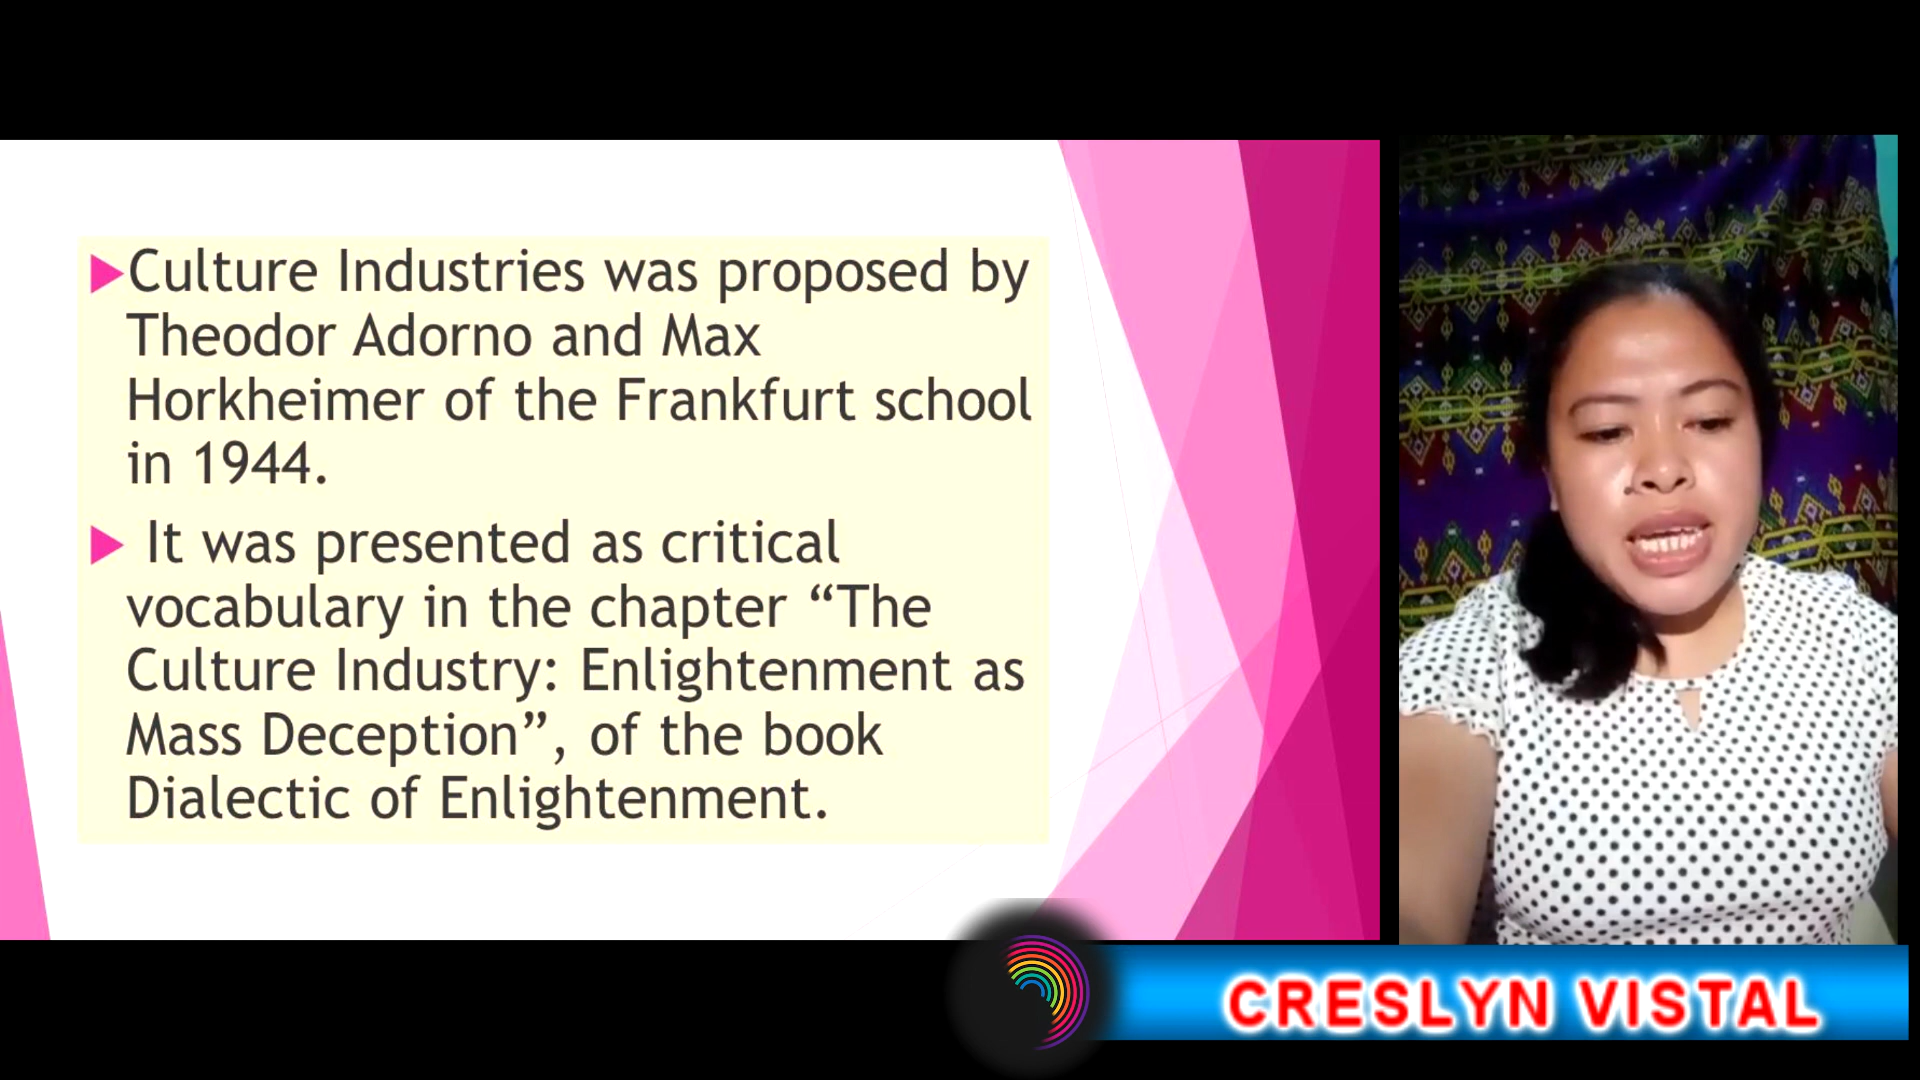 Culture Industries was proposed by
Theodor Adorno and Max
Horkheimer of the Frankfurt school
in 1944.
It was presented as critical
vocabulary in the chapter “The
Culture Industry: Enlightenment as
Mass Deception”, of the book
Dialectic of Enlightenment.
CRESLYN VISTAL